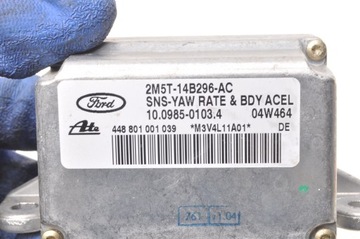 2M5T-14B296-AC
Ford
SNS-YAW RATE & BDY ACEL
10.0985-0103.4 04W464
Ate 448 801 001 039 *M3V4L11A01* DE